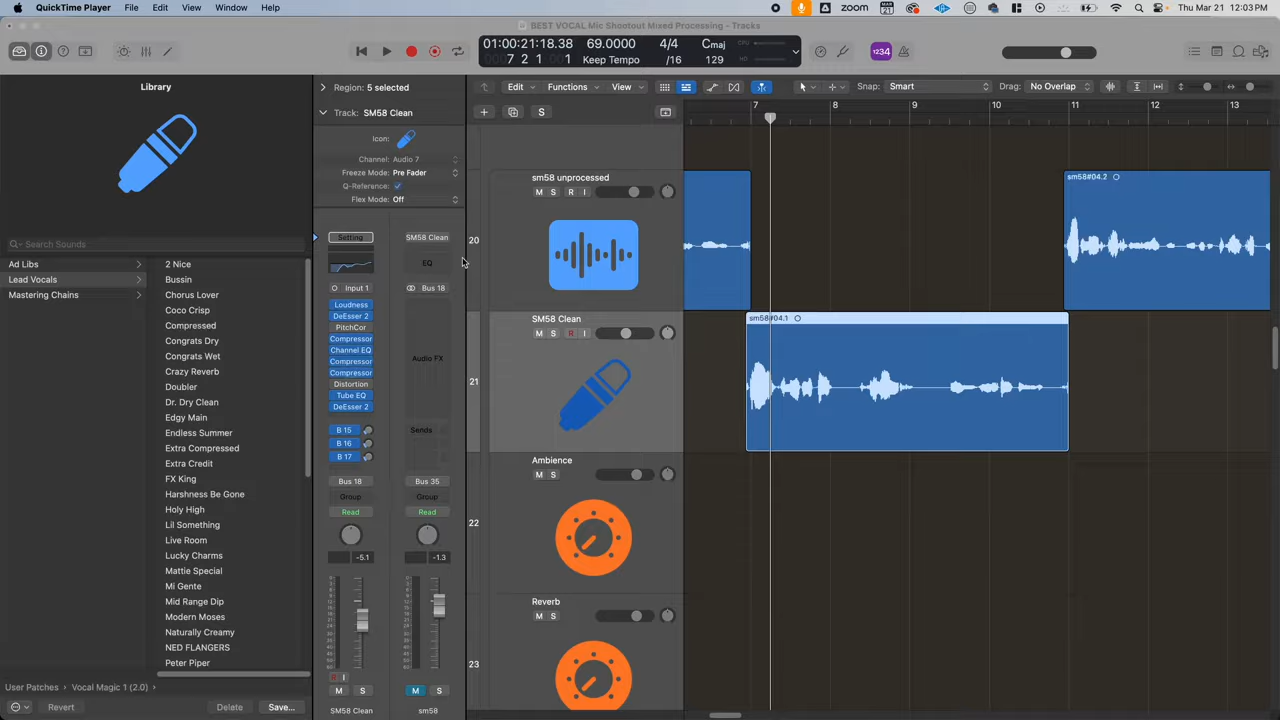 QuickTime Player File Edit View Window Help
MAR 21 zoom Thu Mar 21 12:03 PM
BEST VOCAL Mic Shootout Mixed Processing - Tracks
01:00:21:18.38 69.0000 4/4 Cmaj CPU
7 2 1 1 Keep Tempo /16 129 HD
1234
Library
Search Sounds
Ad Libs
Lead Vocals
Mastering Chains
2 Nice
Bussin
Chorus Lover
Coco Crisp
Compressed
Congrats Dry
Congrats Wet
Crazy Reverb
Doubler
Dr. Dry Clean
Edgy Main
Endless Summer
Extra Compressed
Extra Credit
FX King
Harshness Be Gone
Holy High
Lil Something
Live Room
Lucky Charms
Mattie Special
Mi Gente
Mid Range Dip
Modern Moses
Naturally Creamy
NED FLANGERS
Peter Piper
User Patches Vocal Magic 1 (2.0)
Revert Delete Save...
Region: 5 selected
Track: SM58 Clean
Icon:
Channel: Audio 7
Freeze Mode: Pre Fader
Q-Reference:
Flex Mode: Off
Setting SM58 Clean
EQ
Input 1 Bus 18
Loudness
DeEsser 2
PitchCor
Compressor
Channel EQ
Compressor
Compressor
Distortion
Tube EQ
DeEsser 2
Audio FX
B 15 Sends
B 16
B 17
Bus 18 Bus 35
Group Group
Read Read
-5.1 -1.3
R I
M S M S
SM58 Clean sm58
Edit Functions View Snap: Smart Drag: No Overlap
S
7 8 9 10 11 12 13
20
sm58 unprocessed
M S R I
sm58#04.2
21
SM58 Clean
M S R I
sm58#04.1
22
Ambience
M S
23
Reverb
M S